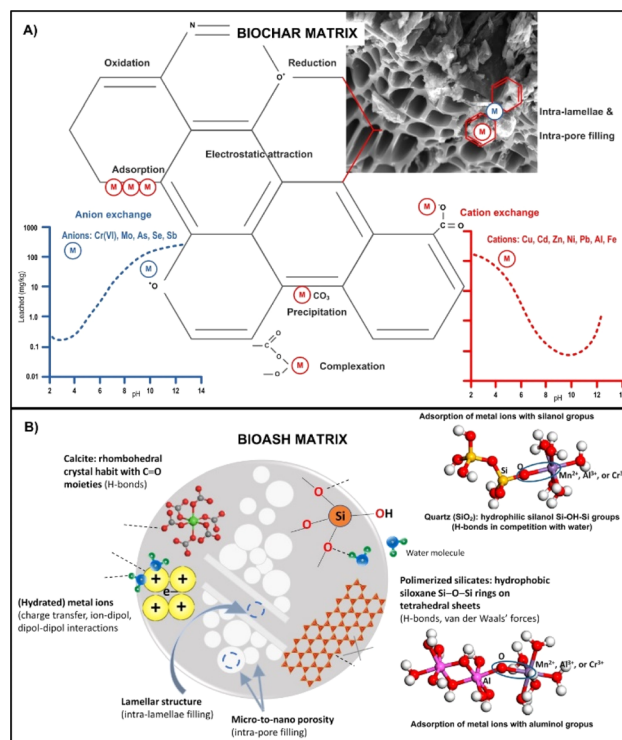 A)
BIOCHAR MATRIX
N
Oxidation
Reduction
O•
M
M
Intra-lamellae &
Intra-pore filling
Electrostatic attraction
Adsorption
M M M
Anion exchange
Anions: Cr(VI), Mo, As, Se, Sb
M
M
•O
Leached (mg/kg)
1000
100
10
1.0
0.1
0.01
2 4 6 8 10 12 14
pH
M CO3
Precipitation
C
O
O
O
M
Complexation
M
O
C
O
Cation exchange
Cations: Cu, Cd, Zn, Ni, Pb, Al, Fe
M
2 4 6 8 10 12 14
pH
B)
BIOASH MATRIX
Calcite: rhombohedral
crystal habit with C=O
moieties (H-bonds)
(Hydrated) metal ions
(charge transfer, ion-dipol,
dipol-dipol interactions)
+ +
e−
+ +
Lamellar structure
(intra-lamellae filling)
Micro-to-nano porosity
(intra-pore filling)
O
O
O
Si
OH
Water molecule
Adsorption of metal ions with silanol gropus
Si
O
Mn2+, Al3+, or Cr3+
Quartz (SiO2): hydrophilic silanol Si-OH-Si groups
(H-bonds in competition with water)
Polimerized silicates: hydrophobic
siloxane Si–O–Si rings on
tetrahedral sheets
(H-bonds, van der Waals' forces)
O
Al
Mn2+, Al3+, or Cr3+
Adsorption of metal ions with aluminol gropus